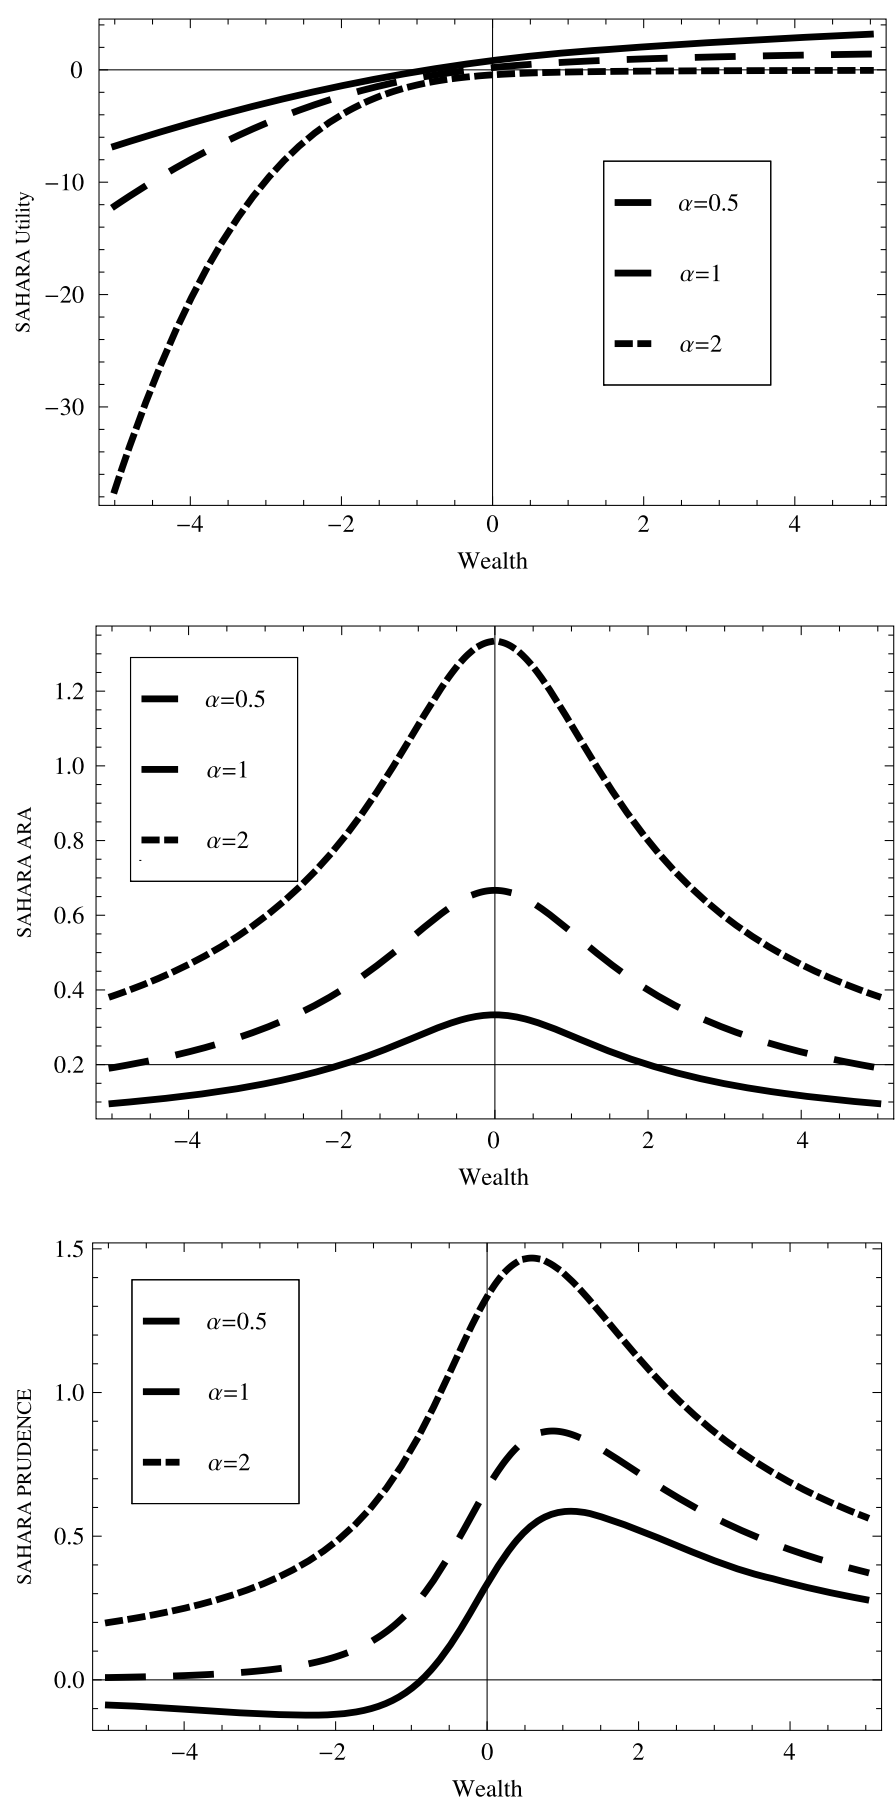 0
−10
−20
−30
SAHARA Utility
α=0.5
α=1
α=2
−4 −2 0 2 4
Wealth
1.2
1.0
0.8
0.6
0.4
0.2
SAHARA ARA
α=0.5
α=1
α=2
−4 −2 0 2 4
Wealth
1.5
1.0
0.5
0.0
SAHARA PRUDENCE
α=0.5
α=1
α=2
−4 −2 0 2 4
Wealth